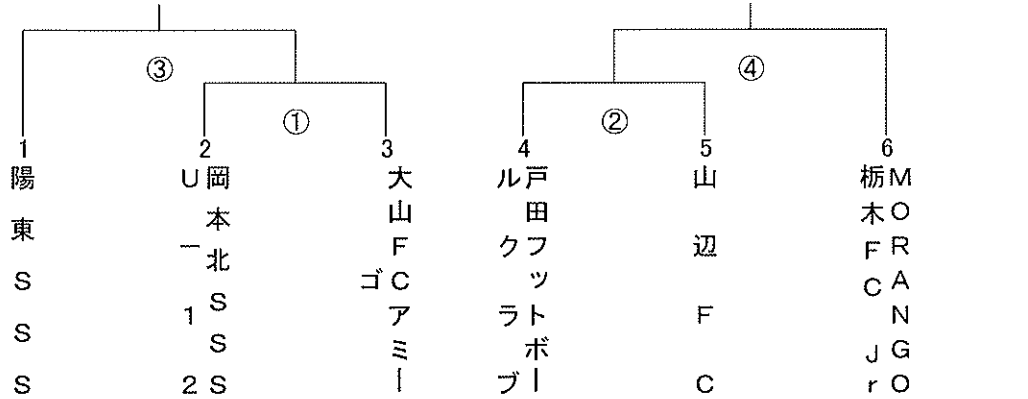 ③
④
①
②
1
2
3
4
5
6
陽東SSS
岡本北SSS
U-12
大山FCアミー
ゴ
戸田フットボー
ルクラブ
山辺FC
MORANGO
栃木FC Jr